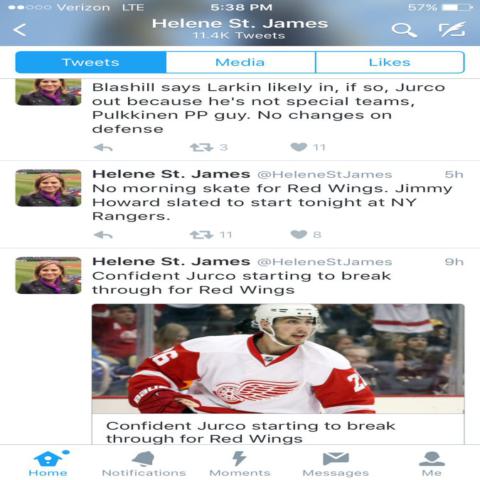 Verizon LTE 5:38 PM 57%
Helene St. James
11.4K Tweets
Tweets Media Likes
Blashill says Larkin likely in, if so, Jurco
out because he's not special teams,
Pulkkinen PP guy. No changes on
defense
3 11
Helene St. James @HeleneStJames 5h
No morning skate for Red Wings. Jimmy
Howard slated to start tonight at NY
Rangers.
11 8
Helene St. James @HeleneStJames 9h
Confident Jurco starting to break
through for Red Wings
26
Confident Jurco starting to break
through for Red Wings
Home Notifications Moments Messages Me